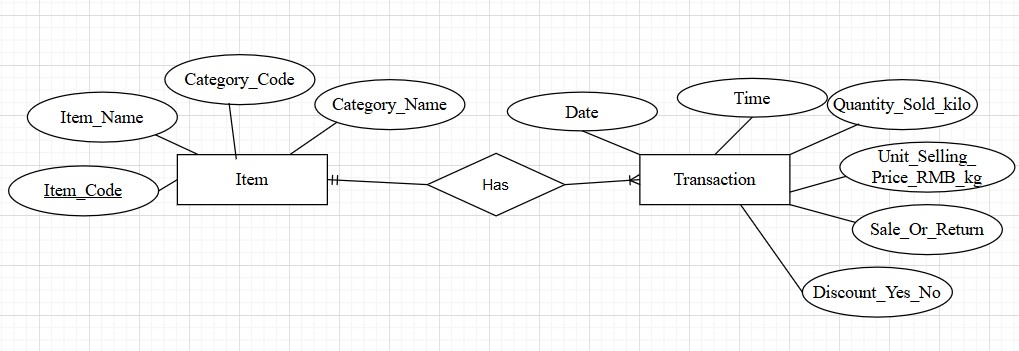 Category_Code
Category_Name
Item_Name
Item_Code
Item
Has
Date
Time
Quantity_Sold_kilo
Unit_Selling_
Price_RMB_kg
Transaction
Sale_Or_Return
Discount_Yes_No